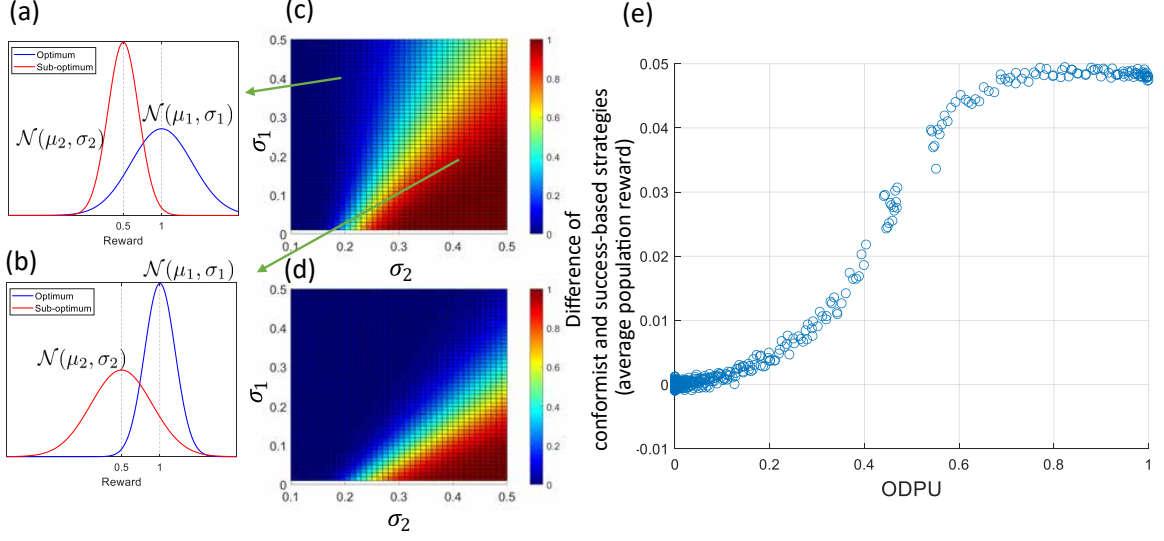 (a)
Optimum
Sub-optimum
N(μ₁, σ₁)
N(μ₂, σ₂)
0.5 1
Reward
(b)
N(μ₁, σ₁)
Optimum
Sub-optimum
N(μ₂, σ₂)
0.5 1
Reward
(c)
0.5
0.4
0.3
0.2
0.1
0
σ₁
0.1 0.2 0.3 0.4 0.5
σ₂
1
0.8
0.6
0.4
0.2
0
(d)
0.5
0.4
0.3
0.2
0.1
0
σ₁
0.1 0.2 0.3 0.4 0.5
σ₂
1
0.8
0.6
0.4
0.2
0
(e)
Difference of
conformist and success-based strategies
(average population reward)
0.05
0.04
0.03
0.02
0.01
0
-0.01
0 0.2 0.4 0.6 0.8 1
ODPU